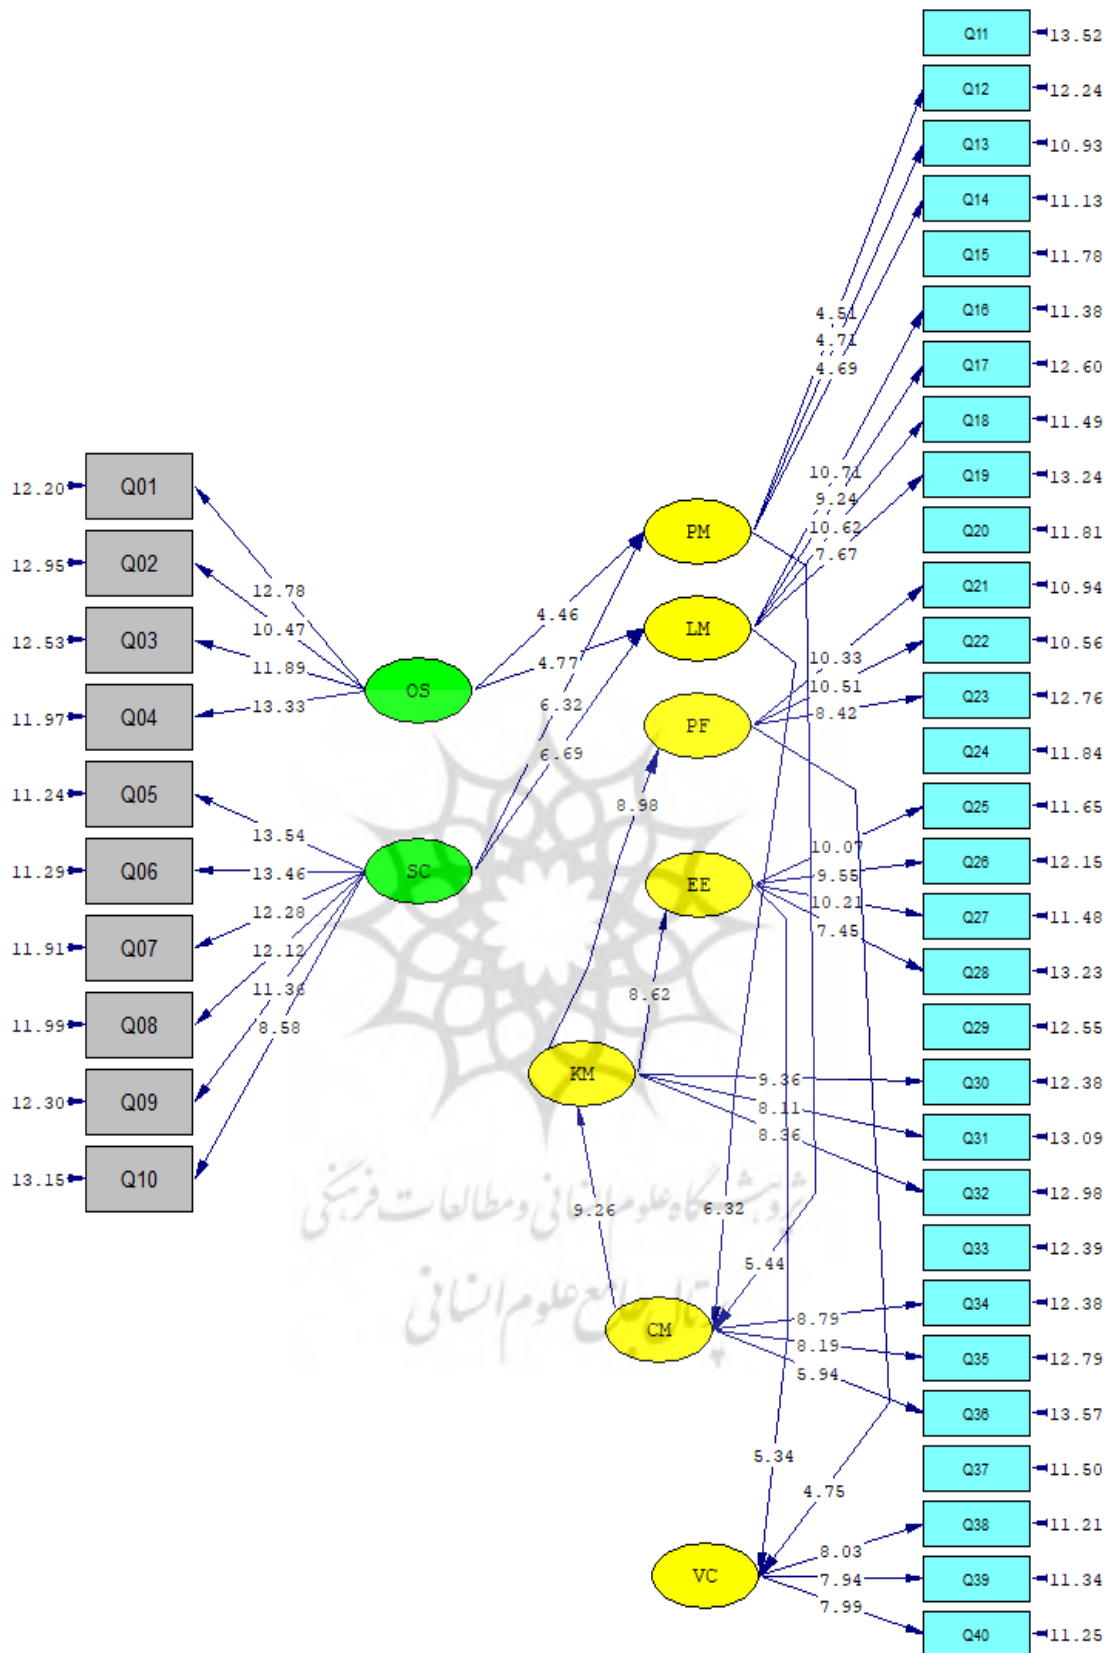 Q11 13.52
Q12 12.24
Q13 10.93
Q14 11.13
Q15 11.78
4.51
Q16 11.38
4.71
4.69
Q17 12.60
Q18 11.49
10.71
Q19 13.24
12.20 Q01
9.24
10.62
PM
Q20 11.81
7.67
12.95 Q02
12.78
Q21 10.94
4.46
10.47
LM
12.53 Q03
Q22 10.56
11.89
10.33
4.77
OS
10.51
Q23 12.76
13.33
6.32
8.42
11.97 Q04
PF
6.69
Q24 11.84
11.24 Q05
8.98
Q25 11.65
13.54
10.07
11.29 Q06
13.46
SC
9.55
Q26 12.15
EE
10.21
12.28
Q27 11.48
7.45
11.91 Q07
12.12
Q28 13.23
11.36
8.62
11.99 Q08
8.58
Q29 12.55
KM
9.36
Q30 12.38
12.30 Q09
8.11
8.36
Q31 13.09
13.15 Q10
Q32 12.98
پژوهشگاه علوم انسانی و مطالعات فرهنگی
9.26
6.32
Q33 12.39
5.44
پرتال جامع علوم انسانی
Q34 12.38
8.79
CM
8.19
Q35 12.79
5.94
Q36 13.57
5.34
Q37 11.50
4.75
Q38 11.21
8.03
VC
7.94
Q39 11.34
7.99
Q40 11.25